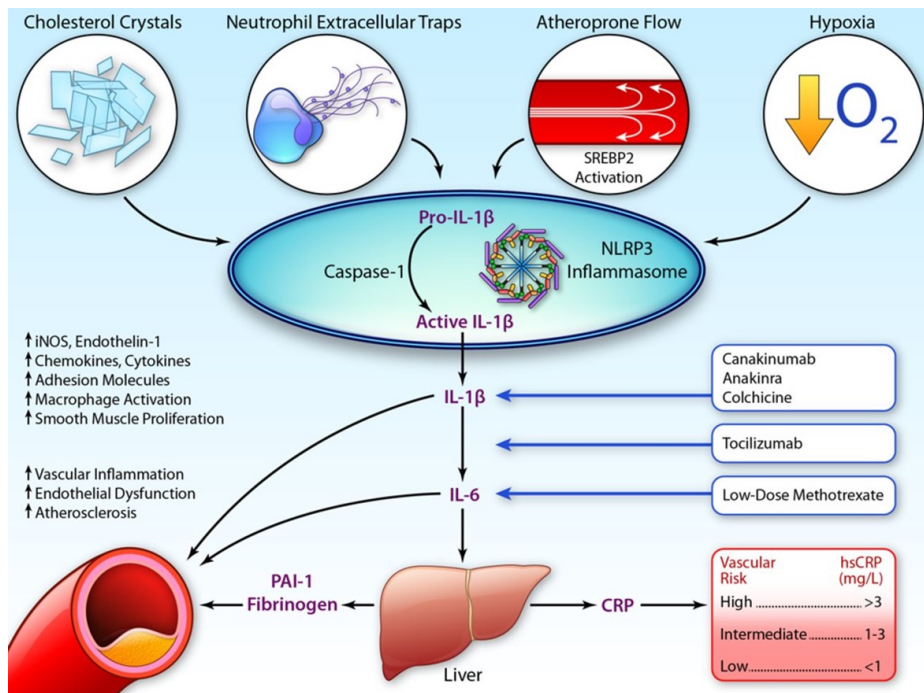 Cholesterol Crystals
Neutrophil Extracellular Traps
Atheroprone Flow
Hypoxia
SREBP2
Activation
O2
Pro-IL-1β
Caspase-1
NLRP3
Inflammasome
Active IL-1β
iNOS, Endothelin-1
Chemokines, Cytokines
Adhesion Molecules
Macrophage Activation
Smooth Muscle Proliferation
IL-1β
Canakinumab
Anakinra
Colchicine
Tocilizumab
Vascular Inflammation
Endothelial Dysfunction
Atherosclerosis
IL-6
Low-Dose Methotrexate
PAI-1
Fibrinogen
Liver
CRP
Vascular hsCRP
Risk (mg/L)
High ........................ >3
Intermediate ............ 1-3
Low ........................ <1